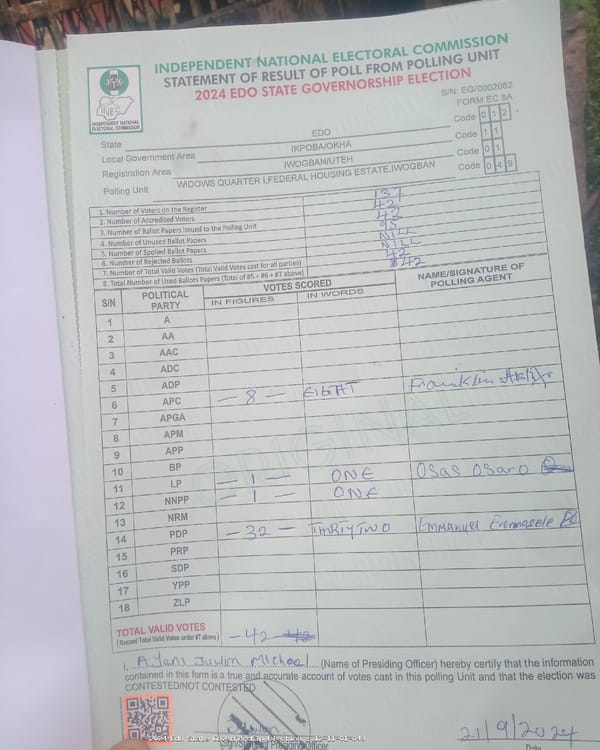 INDEPENDENT NATIONAL ELECTORAL COMMISSION
STATEMENT OF RESULT OF POLL FROM POLLING UNIT
2024 EDO STATE GOVERNORSHIP ELECTION
INEC
INDEPENDENT NATIONAL
ELECTORAL COMMISSION
S/N: EG/0002062
FORM EC 8A
State EDO Code 0 1 2
Local Government Area IKPOBA/OKHA Code 1 1
Registration Area IWOGBAN/UTEH Code 0 1
Polling Unit WIDOWS QUARTER I,FEDERAL HOUSING ESTATE,IWOGBAN Code 0 4 9
1. Number of Voters on the Register 137
2. Number of Accredited Voters 42
3. Number of Ballot Papers Issued to the Polling Unit 42
4. Number of Unused Ballot Papers 95
5. Number of Spoiled Ballot Papers NILL
6. Number of Rejected Ballots NILL
7. Number of Total Valid Votes (Total Valid Votes cast for all parties) 42
8. Total Number of Used Ballots Papers (Total of #5 + #6 + #7 above) 42
S/N POLITICAL PARTY VOTES SCORED NAME/SIGNATURE OF POLLING AGENT
IN FIGURES IN WORDS
1 A
2 AA
3 AAC
4 ADC
5 ADP
6 APC - 8 - EIGHT Franklin
7 APGA
8 APM
9 APP
10 BP
11 LP - 1 - ONE Osas Osaro
12 NNPP - 1 - ONE
13 NRM
14 PDP - 32 - THIRTY TWO Emmanuel
15 PRP
16 SDP
17 YPP
18 ZLP
TOTAL VALID VOTES - 42
(Record Total Valid Votes under #7 above)
I, Ayani Juwon Michael (Name of Presiding Officer) hereby certify that the information
contained in this form is a true and accurate account of votes cast in this polling Unit and that the election was
CONTESTED/NOT CONTESTED
21/9/2024
Presiding Officer
Date